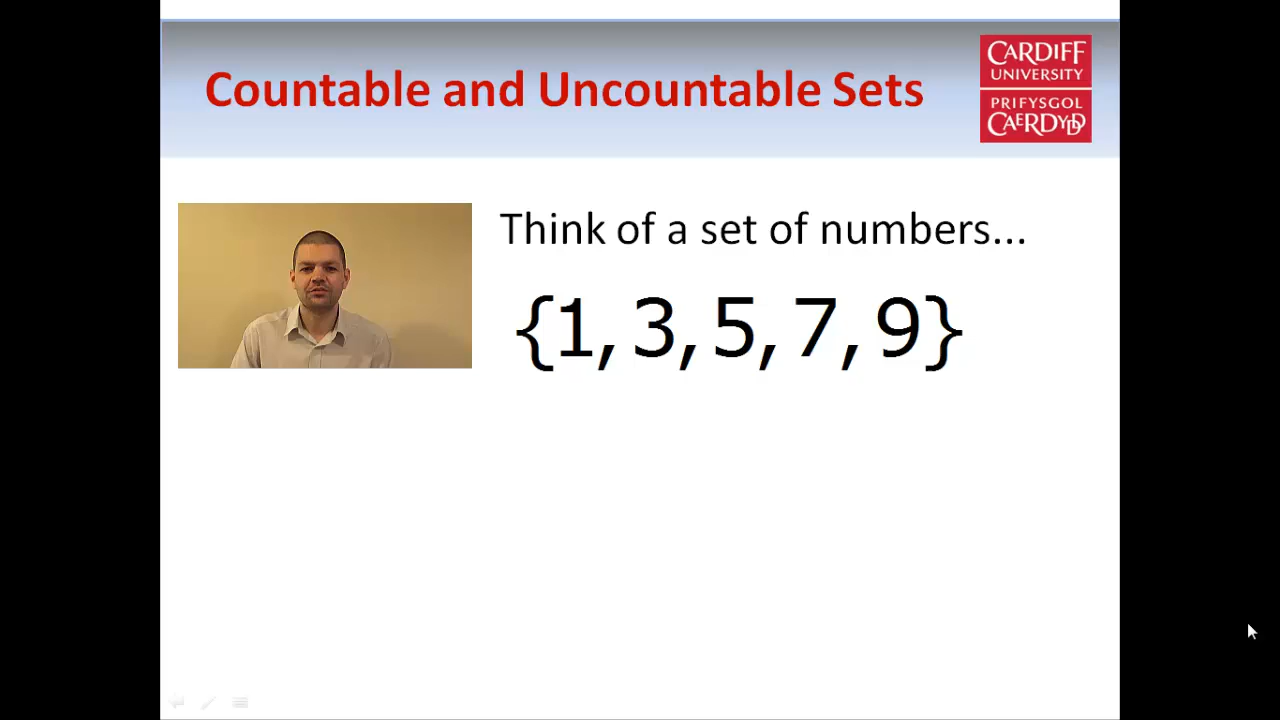 Countable and Uncountable Sets
CARDIFF
UNIVERSITY
PRIFYSGOL
CAERDYDD
Think of a set of numbers...
{1, 3, 5, 7, 9}